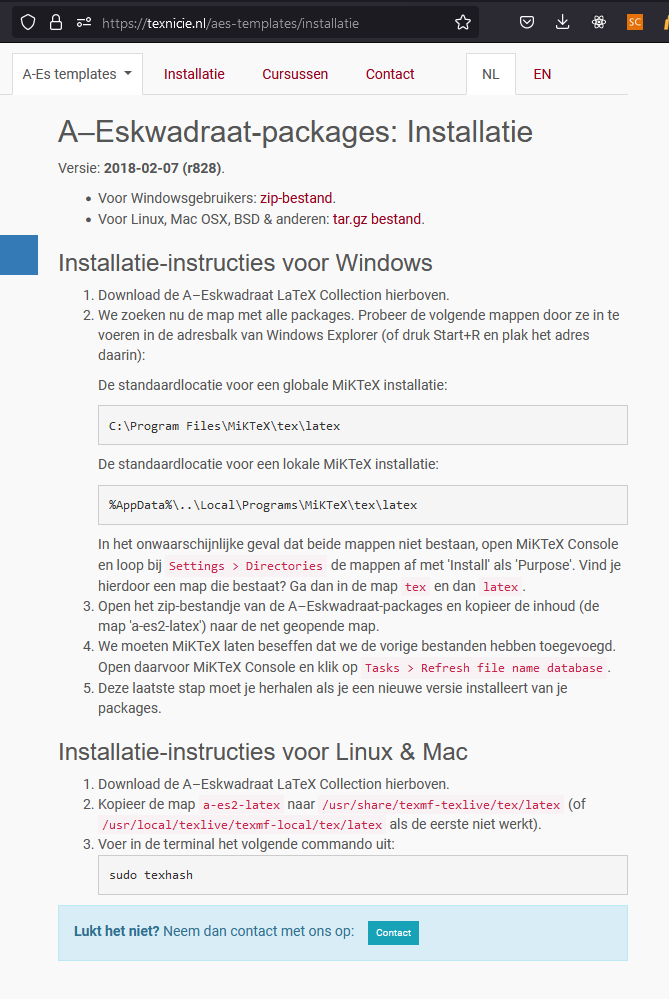 https://texnicie.nl/aes-templates/installatie
SC
A-Es templates
Installatie
Cursussen
Contact
NL
EN
A–Eskwadraat-packages: Installatie
Versie: 2018-02-07 (r828).
• Voor Windowsgebruikers: zip-bestand.
• Voor Linux, Mac OSX, BSD & anderen: tar.gz bestand.
Installatie-instructies voor Windows
1. Download de A–Eskwadraat LaTeX Collection hierboven.
2. We zoeken nu de map met alle packages. Probeer de volgende mappen door ze in te
voeren in de adresbalk van Windows Explorer (of druk Start+R en plak het adres
daarin):
De standaardlocatie voor een globale MiKTeX installatie:
C:\Program Files\MiKTeX\tex\latex
De standaardlocatie voor een lokale MiKTeX installatie:
%AppData%\..\Local\Programs\MiKTeX\tex\latex
In het onwaarschijnlijke geval dat beide mappen niet bestaan, open MiKTeX Console
en loop bij Settings > Directories de mappen af met 'Install' als 'Purpose'. Vind je
hierdoor een map die bestaat? Ga dan in de map tex en dan latex.
3. Open het zip-bestandje van de A–Eskwadraat-packages en kopieer de inhoud (de
map 'a-es2-latex') naar de net geopende map.
4. We moeten MiKTeX laten beseffen dat we de vorige bestanden hebben toegevoegd.
Open daarvoor MiKTeX Console en klik op Tasks > Refresh file name database.
5. Deze laatste stap moet je herhalen als je een nieuwe versie installeert van je
packages.
Installatie-instructies voor Linux & Mac
1. Download de A–Eskwadraat LaTeX Collection hierboven.
2. Kopieer de map a-es2-latex naar /usr/share/texmf-texlive/tex/latex (of
/usr/local/texlive/texmf-local/tex/latex als de eerste niet werkt).
3. Voer in de terminal het volgende commando uit:
sudo texhash
Lukt het niet? Neem dan contact met ons op: Contact